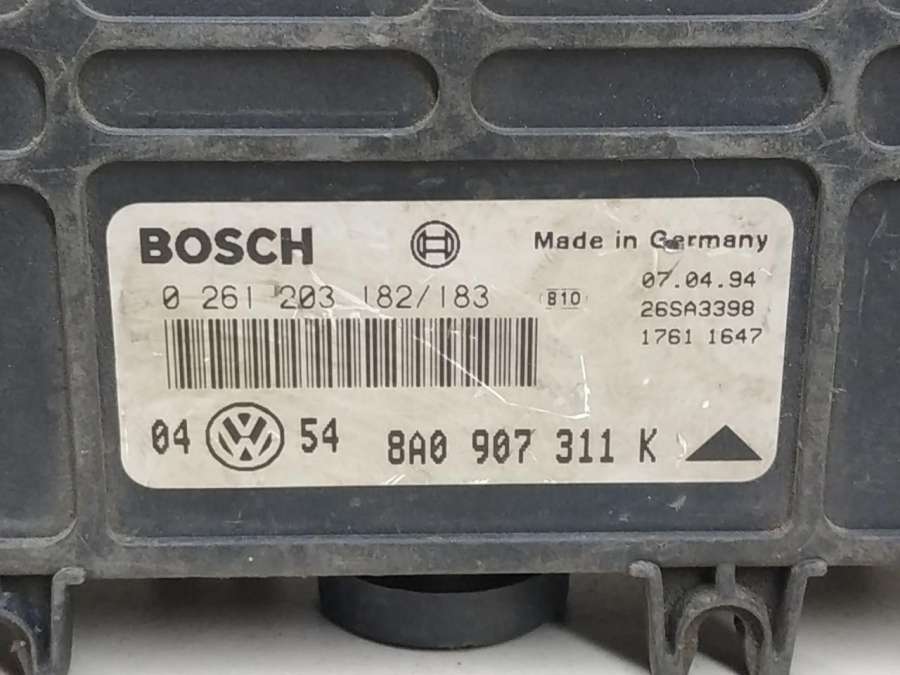 BOSCH
Made in Germany
0 261 203 182/183
810
07.04.94
26SA3398
1761 1647
04 VW 54
8A0 907 311 K